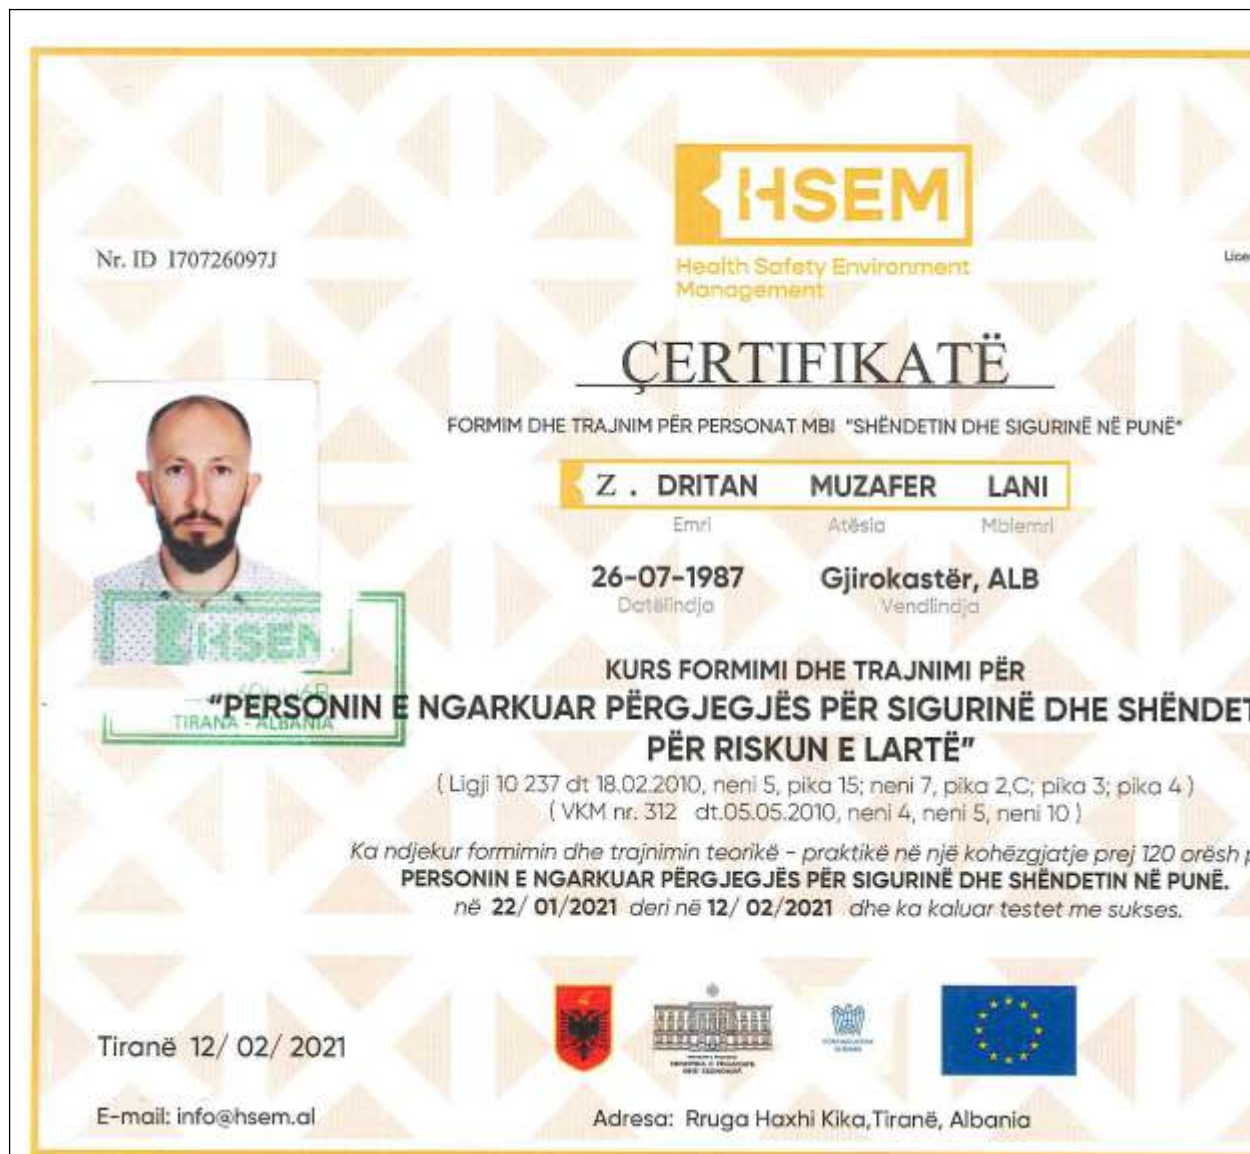 HSEM
Health Safety Environment
Management
Nr. ID I70726097J
ÇERTIFIKATË
FORMIM DHE TRAJNIM PËR PERSONAT MBI "SHËNDETIN DHE SIGURINË NË PUNË"
Z. DRITAN MUZAFER LANI
Emri Atësia Mbiemri
26-07-1987 Gjirokastër, ALB
Datëlindja Vendlindja
HSEM
TIRANA - ALBANIA
KURS FORMIMI DHE TRAJNIMI PËR
"PERSONIN E NGARKUAR PËRGJEGJËS PËR SIGURINË DHE SHËNDET
PËR RISKUN E LARTË"
( Ligji 10 237 dt 18.02.2010, neni 5, pika 15; neni 7, pika 2,C; pika 3; pika 4 )
( VKM nr. 312 dt.05.05.2010, neni 4, neni 5, neni 10 )
Ka ndjekur formimin dhe trajnimin teorikë - praktikë në një kohëzgjatje prej 120 orësh p
PERSONIN E NGARKUAR PËRGJEGJËS PËR SIGURINË DHE SHËNDETIN NË PUNË.
në 22/ 01/2021 deri në 12/ 02/2021 dhe ka kaluar testet me sukses.
Tiranë 12/ 02/ 2021
E-mail: info@hsem.al
Adresa: Rruga Haxhi Kika,Tiranë, Albania